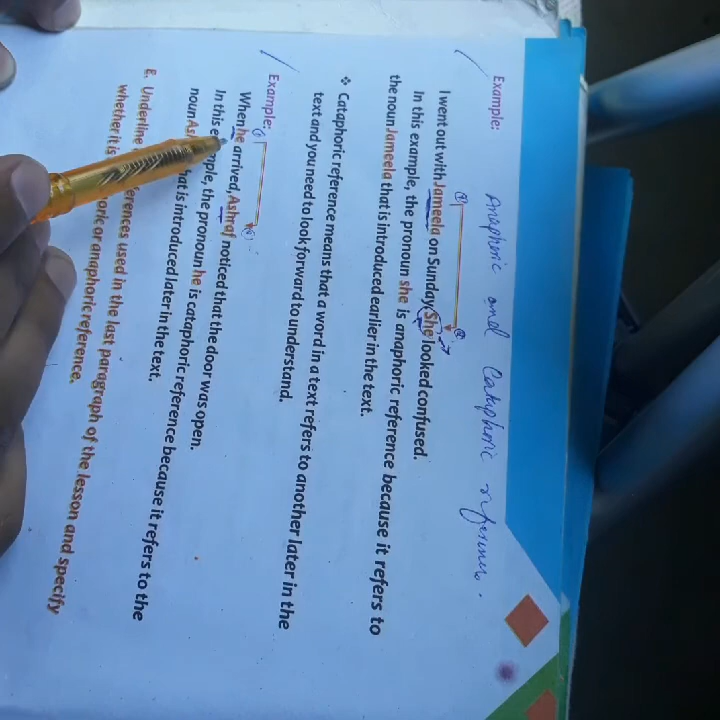 Anaphoric and Cataphoric
Example:
I went out with Jameela on Sunday. She looked confused.
In this example, the pronoun she is anaphoric reference because it refers to
the noun Jameela that is introduced earlier in the text.
❖ Cataphoric reference means that a word in a text refers to another later in the
text and you need to look forward to understand.
Example:
When he arrived, Ashraf noticed that the door was open.
In this example, the pronoun he is cataphoric reference because it refers to the
noun that is introduced later in the text.
Underline used in the last paragraph of the lesson and specify
whether it is or anaphoric reference.